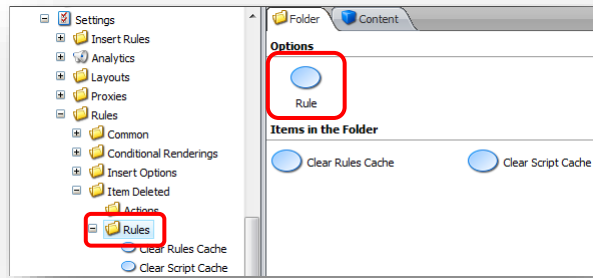 Settings
Insert Rules
Analytics
Layouts
Proxies
Rules
Common
Conditional Renderings
Insert Options
Item Deleted
Actions
Rules
Clear Rules Cache
Clear Script Cache
Folder
Content
Options
Rule
Items in the Folder
Clear Rules Cache
Clear Script Cache